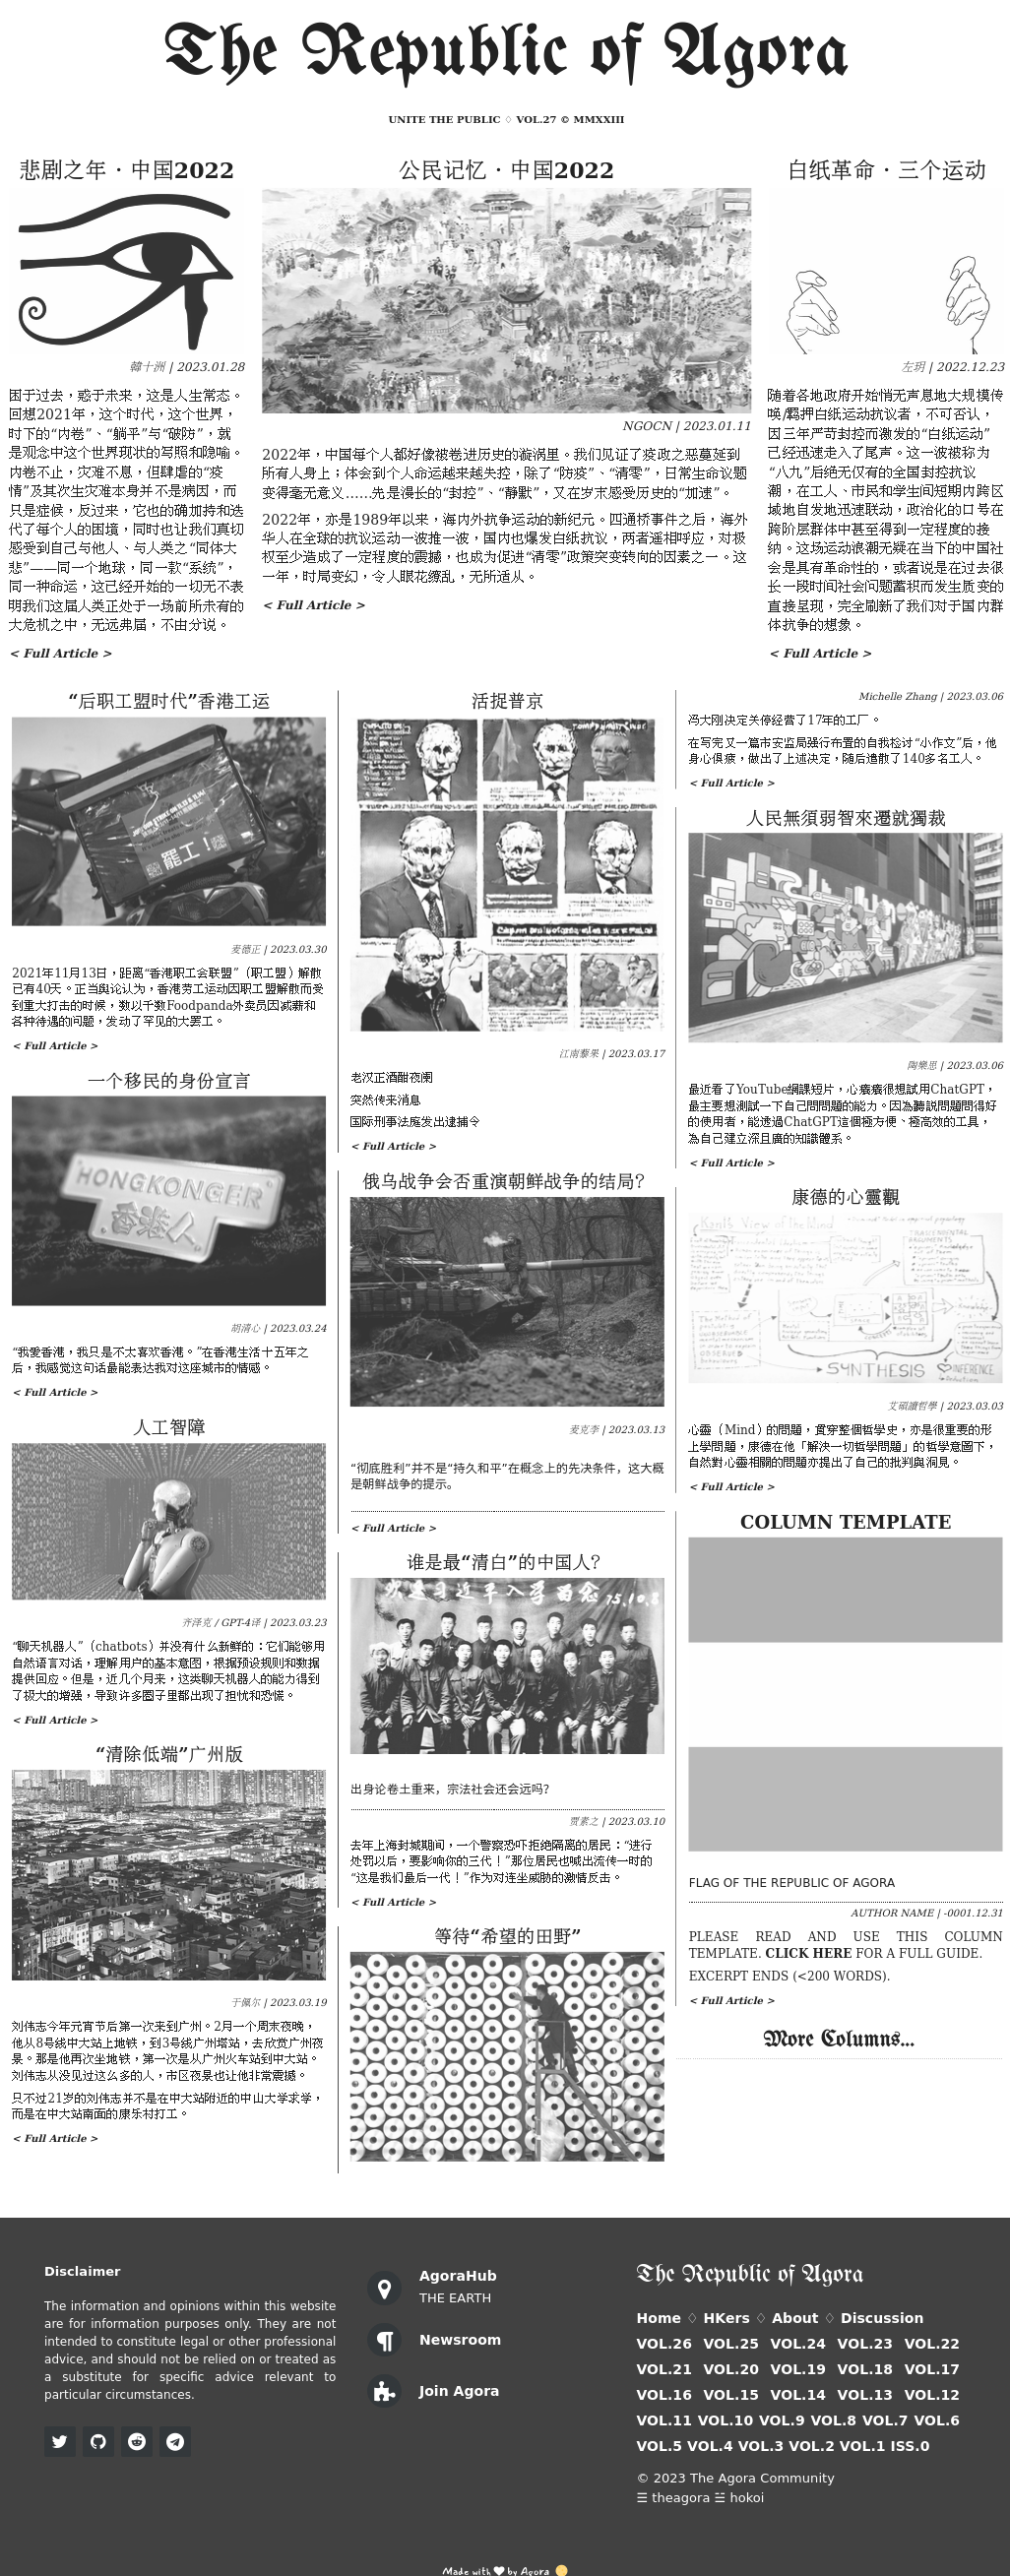 The Republic of Agora
UNITE THE PUBLIC ♢ VOL.27 © MMXXIII
悲剧之年・中国2022
韓十洲 | 2023.01.28
困于过去，惑于未来，这是人生常态。
回想2021年，这个时代，这个世界，
时下的“内卷”、“躺平”与“破防”，就
是观念中这个世界现状的写照和隐喻。
内卷不止，灾难不息，但肆虐的“疫
情”及其次生灾难本身并不是病因，而
只是症候，反过来，它也的确加持和迭
代了每个人的困境，同时也让我们真切
感受到自己与他人、与人类之“同体大
悲”——同一个地球，同一款“系统”，
同一种命运，这已经开始的一切无不表
明我们这届人类正处于一场前所未有的
大危机之中，无远弗届，不由分说。
< Full Article >
公民记忆・中国2022
NGOCN | 2023.01.11
2022年，中国每个人都好像被卷进历史的漩涡里。我们见证了疫政之恶蔓延到
所有人身上；体会到个人命运越来越失控，除了“防疫”、“清零”，日常生命议题
变得毫无意义……先是漫长的“封控”、“静默”，又在岁末感受历史的“加速”。
2022年，亦是1989年以来，海内外抗争运动的新纪元。四通桥事件之后，海外
华人在全球的抗议运动一波推一波，国内也爆发白纸抗议，两者遥相呼应，对极
权至少造成了一定程度的震撼，也成为促进“清零”政策突变转向的因素之一。这
一年，时局变幻，令人眼花缭乱，无所适从。
< Full Article >
白纸革命・三个运动
左玥 | 2022.12.23
随着各地政府开始悄无声息地大规模传
唤/羁押白纸运动抗议者，不可否认，
因三年严苛封控而激发的“白纸运动”
已经迅速走入了尾声。这一波被称为
“八九”后绝无仅有的全国封控抗议
潮，在工人、市民和学生间短期内跨区
域地自发地迅速联动，政治化的口号在
跨阶层群体中甚至得到一定程度的接
纳。这场运动浪潮无疑在当下的中国社
会是具有革命性的，或者说是在过去很
长一段时间社会问题蓄积而发生质变的
直接呈现，完全刷新了我们对于国内群
体抗争的想象。
< Full Article >
“后职工盟时代”香港工运
罢工！
麦德正 | 2023.03.30
2021年11月13日，距离“香港职工会联盟”（职工盟）解散
已有40天。正当舆论认为，香港劳工运动因职工盟解散而受
到重大打击的时候，数以千数Foodpanda外卖员因减薪和
各种待遇的问题，发动了罕见的大罢工。
< Full Article >
一个移民的身份宣言
HONGKONGER
香港人
胡清心 | 2023.03.24
“我爱香港，我只是不太喜欢香港。”在香港生活十五年之
后，我感觉这句话最能表达我对这座城市的情感。
< Full Article >
人工智障
齐泽克 / GPT-4译 | 2023.03.23
“聊天机器人”（chatbots）并没有什么新鲜的：它们能够用
自然语言对话，理解用户的基本意图，根据预设规则和数据
提供回应。但是，近几个月来，这类聊天机器人的能力得到
了极大的增强，导致许多圈子里都出现了担忧和恐慌。
< Full Article >
“清除低端”广州版
于佩尔 | 2023.03.19
刘伟志今年元宵节后第一次来到广州。2月一个周末夜晚，
他从8号线中大站上地铁，到3号线广州塔站，去欣赏广州夜
景。那是他再次坐地铁，第一次是从广州火车站到中大站。
刘伟志从没见过这么多的人，市区夜景也让他非常震撼。
只不过21岁的刘伟志并不是在中大站附近的中山大学求学，
而是在中大站南面的康乐村打工。
< Full Article >
活捉普京
江南藜果 | 2023.03.17
老汉正酒酣夜阑
突然传来消息
国际刑事法庭发出逮捕令
< Full Article >
俄乌战争会否重演朝鲜战争的结局？
麦克李 | 2023.03.13
“彻底胜利”并不是“持久和平”在概念上的先决条件，这大概
是朝鲜战争的提示。
< Full Article >
谁是最“清白”的中国人？
欢送习近平入学留念 75.10.8
出身论卷土重来，宗法社会还会远吗？
贾素之 | 2023.03.10
去年上海封城期间，一个警察恐吓拒绝隔离的居民：“进行
处罚以后，要影响你的三代！”那位居民也喊出流传一时的
“这是我们最后一代！”作为对连坐威胁的激情反击。
< Full Article >
等待“希望的田野”
Michelle Zhang | 2023.03.06
冯大刚决定关停经营了17年的工厂。
在写完又一篇市安监局强行布置的自我检讨“小作文”后，他
身心俱疲，做出了上述决定，随后遣散了140多名工人。
< Full Article >
人民無須弱智來遷就獨裁
陶樂思 | 2023.03.06
最近看了YouTube網課短片，心癢癢很想試用ChatGPT，
最主要想測試一下自己問問題的能力。因為聽説問題問得好
的使用者，能透過ChatGPT這個極方便、極高效的工具，
為自己建立深且廣的知識體系。
< Full Article >
康德的心靈觀
Kant's View of the Mind
TRANSCENDENTAL
ARGUMENTS
SPACE
SYNTHESIS
INFERENCE
艾碩讀哲學 | 2023.03.03
心靈（Mind）的問題，貫穿整個哲學史，亦是很重要的形
上學問題，康德在他「解決一切哲學問題」的哲學意圖下，
自然對心靈相關的問題亦提出了自己的批判與洞見。
< Full Article >
COLUMN TEMPLATE
FLAG OF THE REPUBLIC OF AGORA
AUTHOR NAME | -0001.12.31
PLEASE READ AND USE THIS COLUMN
TEMPLATE. CLICK HERE FOR A FULL GUIDE.
EXCERPT ENDS (<200 WORDS).
< Full Article >
More Columns...
Disclaimer
The information and opinions within this website
are for information purposes only. They are not
intended to constitute legal or other professional
advice, and should not be relied on or treated as
a substitute for specific advice relevant to
particular circumstances.
AgoraHub
THE EARTH
Newsroom
Join Agora
The Republic of Agora
Home ♢ HKers ♢ About ♢ Discussion
VOL.26 VOL.25 VOL.24 VOL.23 VOL.22
VOL.21 VOL.20 VOL.19 VOL.18 VOL.17
VOL.16 VOL.15 VOL.14 VOL.13 VOL.12
VOL.11 VOL.10 VOL.9 VOL.8 VOL.7 VOL.6
VOL.5 VOL.4 VOL.3 VOL.2 VOL.1 ISS.0
© 2023 The Agora Community
☰ theagora ☱ hokoi
Made with ♥ by Agora